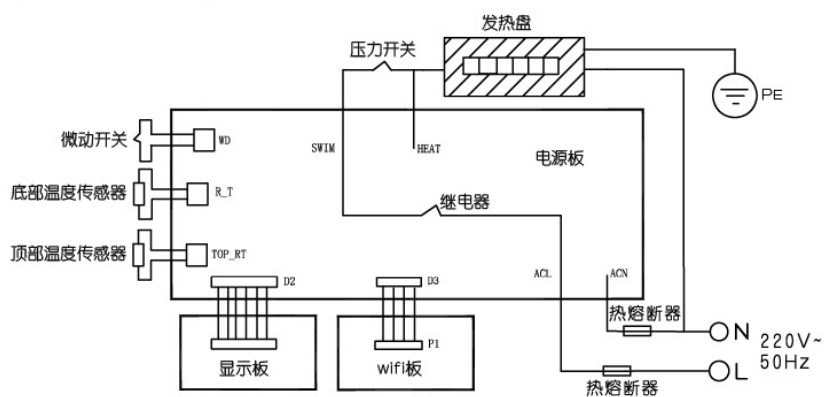 发热盘
压力开关
PE
微动开关
WD
SWIM
HEAT
电源板
底部温度传感器
R_T
继电器
顶部温度传感器
TOP_RT
D2
D3
ACL
ACN
热熔断器
N
220V~
50Hz
P1
显示板
wifi板
L
热熔断器